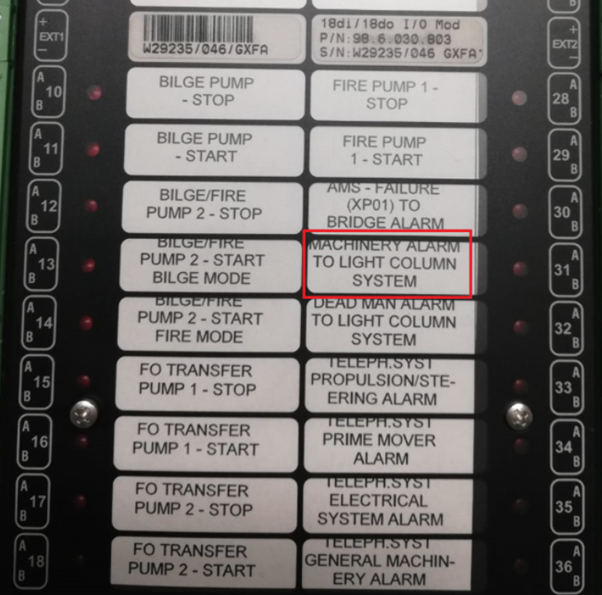 +
EXT1
-
W29235/046/GXFA
18di/18do I/O Mod
P/N:98.6.030.803
S/N:W29235/046 GXFA
+
EXT2
-
A
10
B
BILGE PUMP
- STOP
FIRE PUMP 1 -
STOP
28
A
B
A
11
B
BILGE PUMP
- START
FIRE PUMP
1 - START
29
A
B
A
12
B
BILGE/FIRE
PUMP 2 - STOP
AMS - FAILURE
(XP01) TO
BRIDGE ALARM
30
A
B
A
13
B
BILGE/FIRE
PUMP 2 - START
BILGE MODE
MACHINERY ALARM
TO LIGHT COLUMN
SYSTEM
31
A
B
A
14
B
BILGE/FIRE
PUMP 2 - START
FIRE MODE
DEAD MAN ALARM
TO LIGHT COLUMN
SYSTEM
32
A
B
A
15
B
FO TRANSFER
PUMP 1 - STOP
TELEPH.SYST
PROPULSION/STE-
ERING ALARM
33
A
B
A
16
B
FO TRANSFER
PUMP 1 - START
TELEPH.SYST
PRIME MOVER
ALARM
34
A
B
A
17
B
FO TRANSFER
PUMP 2 - STOP
TELEPH.SYST
ELECTRICAL
SYSTEM ALARM
35
A
B
A
18
B
FO TRANSFER
PUMP 2 - START
TELEPH.SYST
GENERAL MACHIN-
ERY ALARM
36
A
B